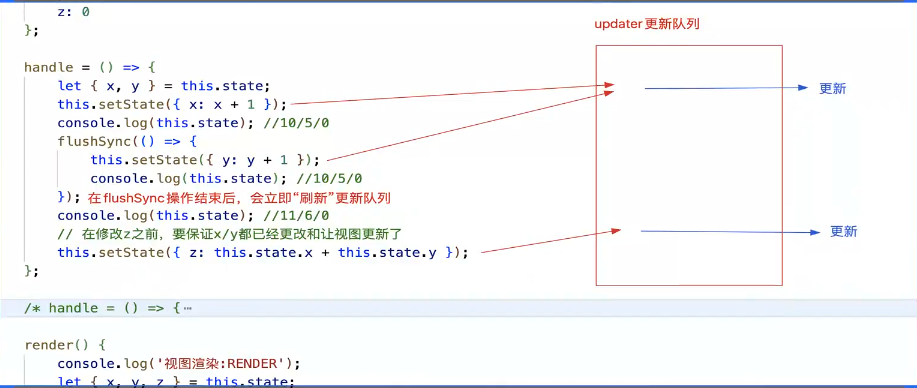 z: 0
updater更新队列
};
handle = () => {
let { x, y } = this.state;
this.setState({ x: x + 1 });
更新
console.log(this.state); //10/5/0
flushSync(() => {
this.setState({ y: y + 1 });
console.log(this.state); //10/5/0
}); 在flushSync操作结束后，会立即“刷新”更新队列
console.log(this.state); //11/6/0
// 在修改z之前，要保证x/y都已经更改和让视图更新了
更新
this.setState({ z: this.state.x + this.state.y });
};
/* handle = () => {⋯
render() {
console.log('视图渲染:RENDER');
let { x, y, z } = this.state;